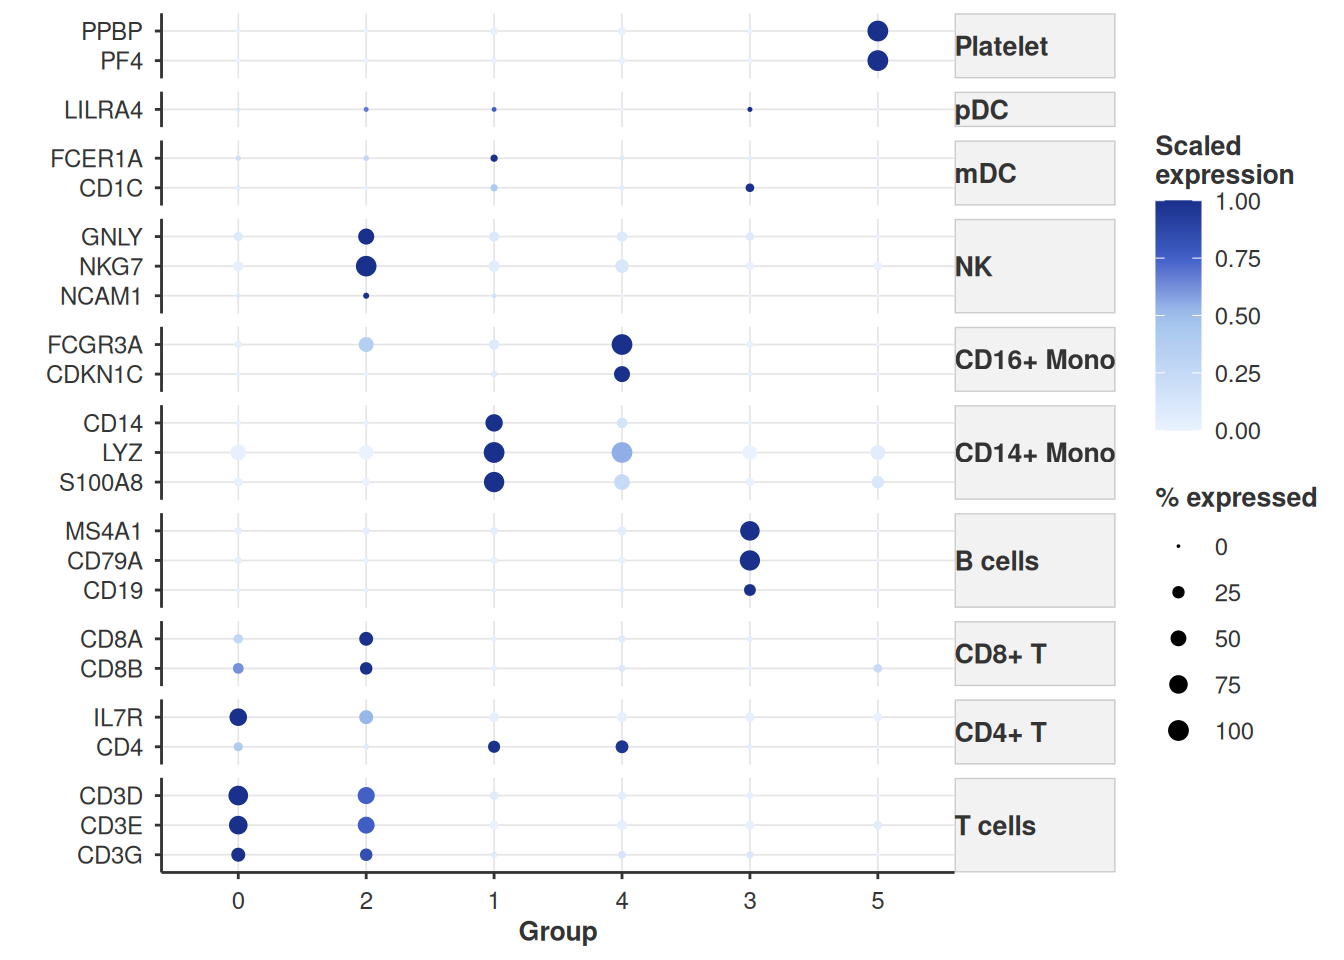 PPBP
PF4
Platelet
LILRA4
pDC
FCER1A
CD1C
mDC
GNLY
NKG7
NCAM1
NK
FCGR3A
CDKN1C
CD16+ Mono
CD14
LYZ
S100A8
CD14+ Mono
MS4A1
CD79A
CD19
B cells
CD8A
CD8B
CD8+ T
IL7R
CD4
CD4+ T
CD3D
CD3E
CD3G
T cells
0 2 1 4 3 5
Group
Scaled
expression
1.00
0.75
0.50
0.25
0.00
% expressed
0
25
50
75
100